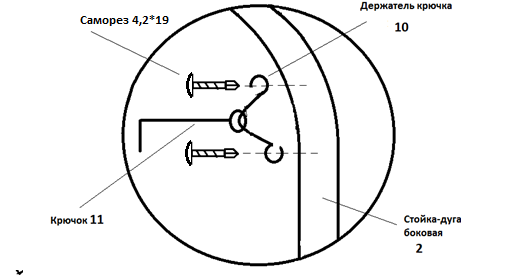 Держатель крючка
10
Саморез 4,2*19
Крючок 11
Стойка-дуга
боковая
2